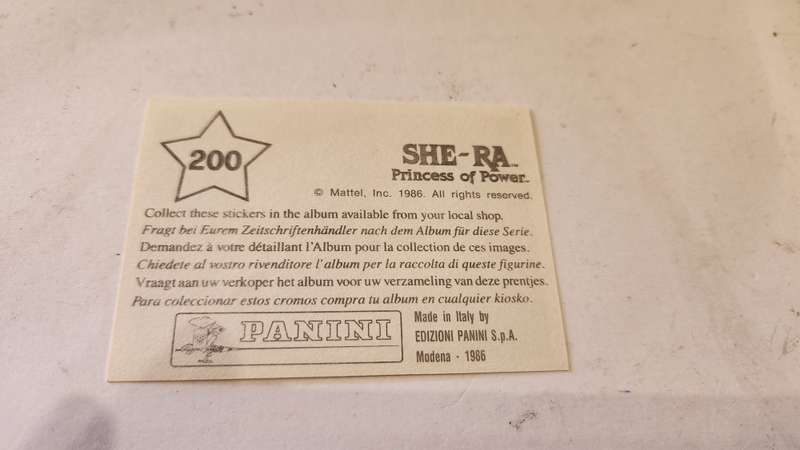 200
SHE-RA™
Princess of Power™
© Mattel, Inc. 1986. All rights reserved.
Collect these stickers in the album available from your local shop.
Fragt bei Eurem Zeitschriftenhändler nach dem Album für diese Serie.
Demandez à votre détaillant l'Album pour la collection de ces images.
Chiedete al vostro rivenditore l'album per la raccolta di queste figurine.
Vraagt aan uw verkoper het album voor uw verzameling van deze prentjes.
Para coleccionar estos cromos compra tu album en cualquier kiosko.
PANINI
Made in Italy by
EDIZIONI PANINI S.p.A.
Modena - 1986